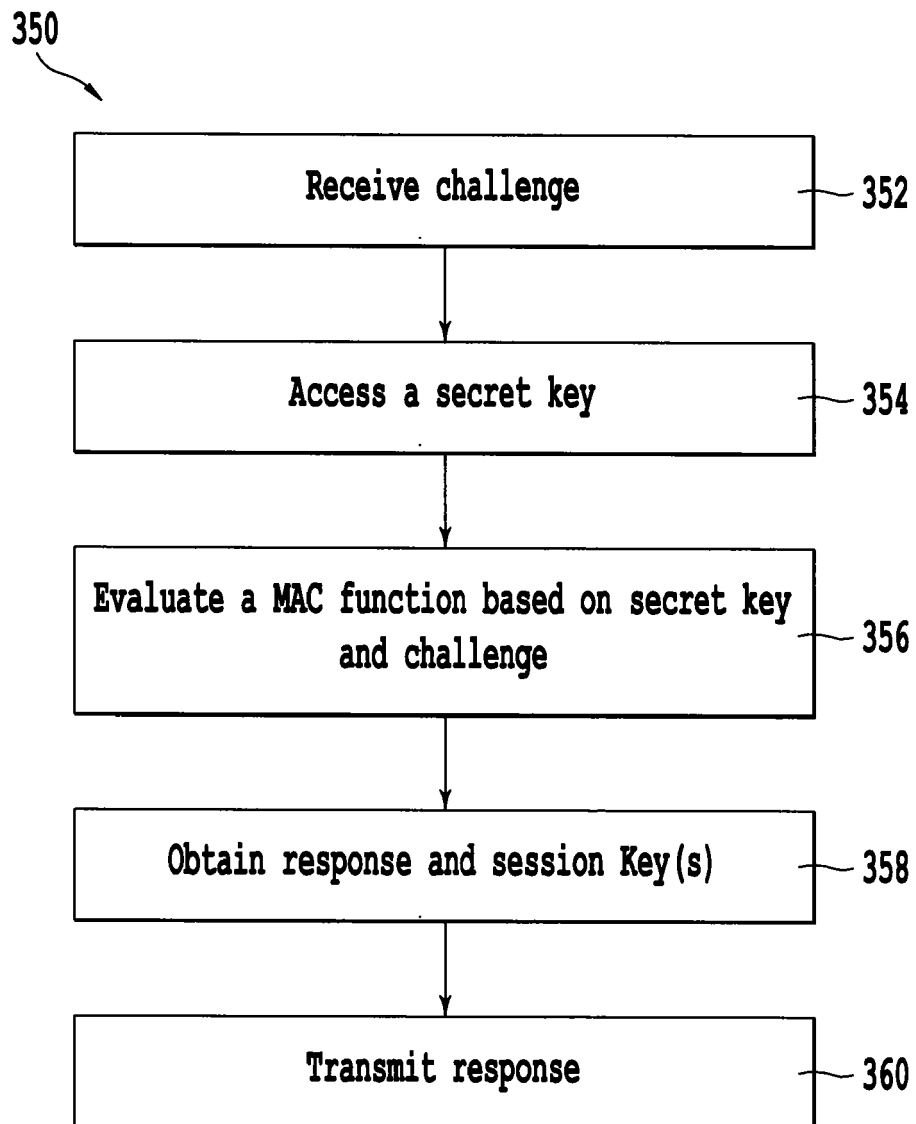 350
Receive challenge
352
Access a secret key
354
Evaluate a MAC function based on secret key
and challenge
356
Obtain response and session Key(s)
358
Transmit response
360